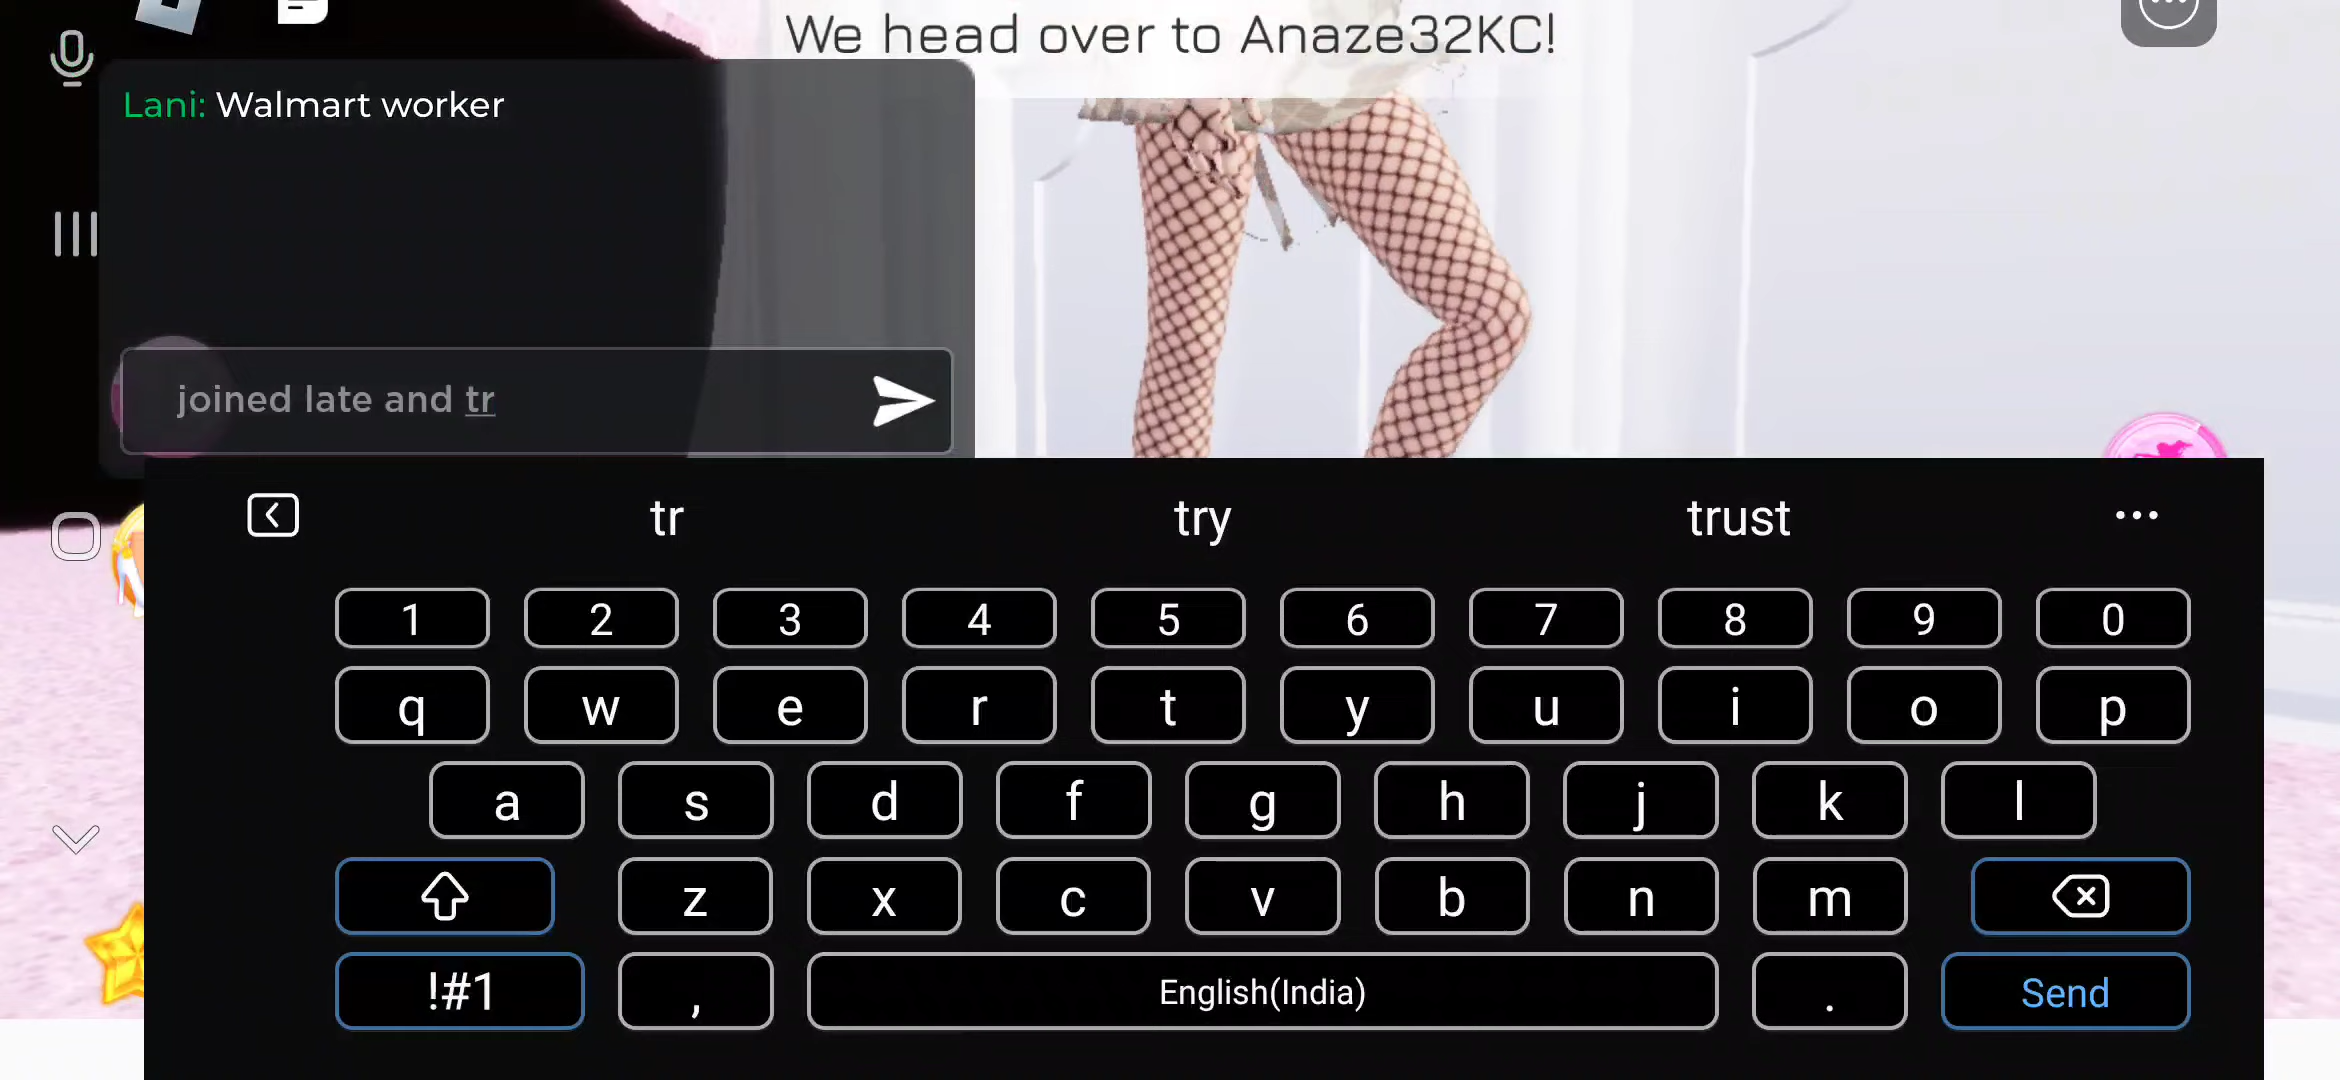 We head over to Anaze32KC!
Lani: Walmart worker
joined late and tr
tr try trust
1 2 3 4 5 6 7 8 9 0
q w e r t y u i o p
a s d f g h j k l
z x c v b n m
!#1 , English(India) . Send